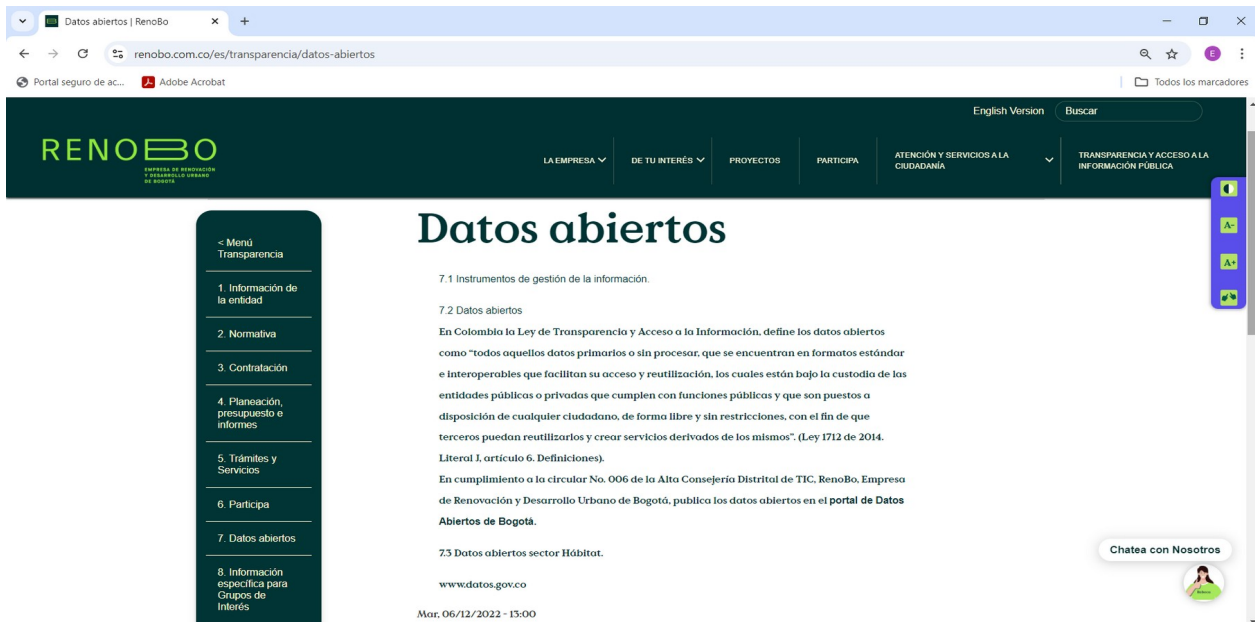 Datos abiertos | RenoBo
renobo.com.co/es/transparencia/datos-abiertos
E
Portal seguro de ac...
Adobe Acrobat
Todos los marcadores
English Version
Buscar
RENOBO
EMPRESA DE RENOVACIÓN
Y DESARROLLO URBANO
DE BOGOTÁ
LA EMPRESA
DE TU INTERÉS
PROYECTOS
PARTICIPA
ATENCIÓN Y SERVICIOS A LA
CIUDADANÍA
TRANSPARENCIA Y ACCESO A LA
INFORMACIÓN PÚBLICA
A-
A+
< Menú
Transparencia
1. Información de
la entidad
2. Normativa
3. Contratación
4. Planeación,
presupuesto e
informes
5. Trámites y
Servicios
6. Participa
7. Datos abiertos
8. Información
específica para
Grupos de
Interés
Datos abiertos
7.1 Instrumentos de gestión de la información.
7.2 Datos abiertos
En Colombia la Ley de Transparencia y Acceso a la Información, define los datos abiertos
como “todos aquellos datos primarios o sin procesar, que se encuentran en formatos estándar
e interoperables que facilitan su acceso y reutilización, los cuales están bajo la custodia de las
entidades públicas o privadas que cumplen con funciones públicas y que son puestos a
disposición de cualquier ciudadano, de forma libre y sin restricciones, con el fin de que
terceros puedan reutilizarlos y crear servicios derivados de los mismos”. (Ley 1712 de 2014.
Literal J, artículo 6. Definiciones).
En cumplimiento a la circular No. 006 de la Alta Consejería Distrital de TIC, RenoBo, Empresa
de Renovación y Desarrollo Urbano de Bogotá, publica los datos abiertos en el portal de Datos
Abiertos de Bogotá.
7.3 Datos abiertos sector Hábitat.
www.datos.gov.co
Mar, 06/12/2022 - 13:00
Chatea con Nosotros